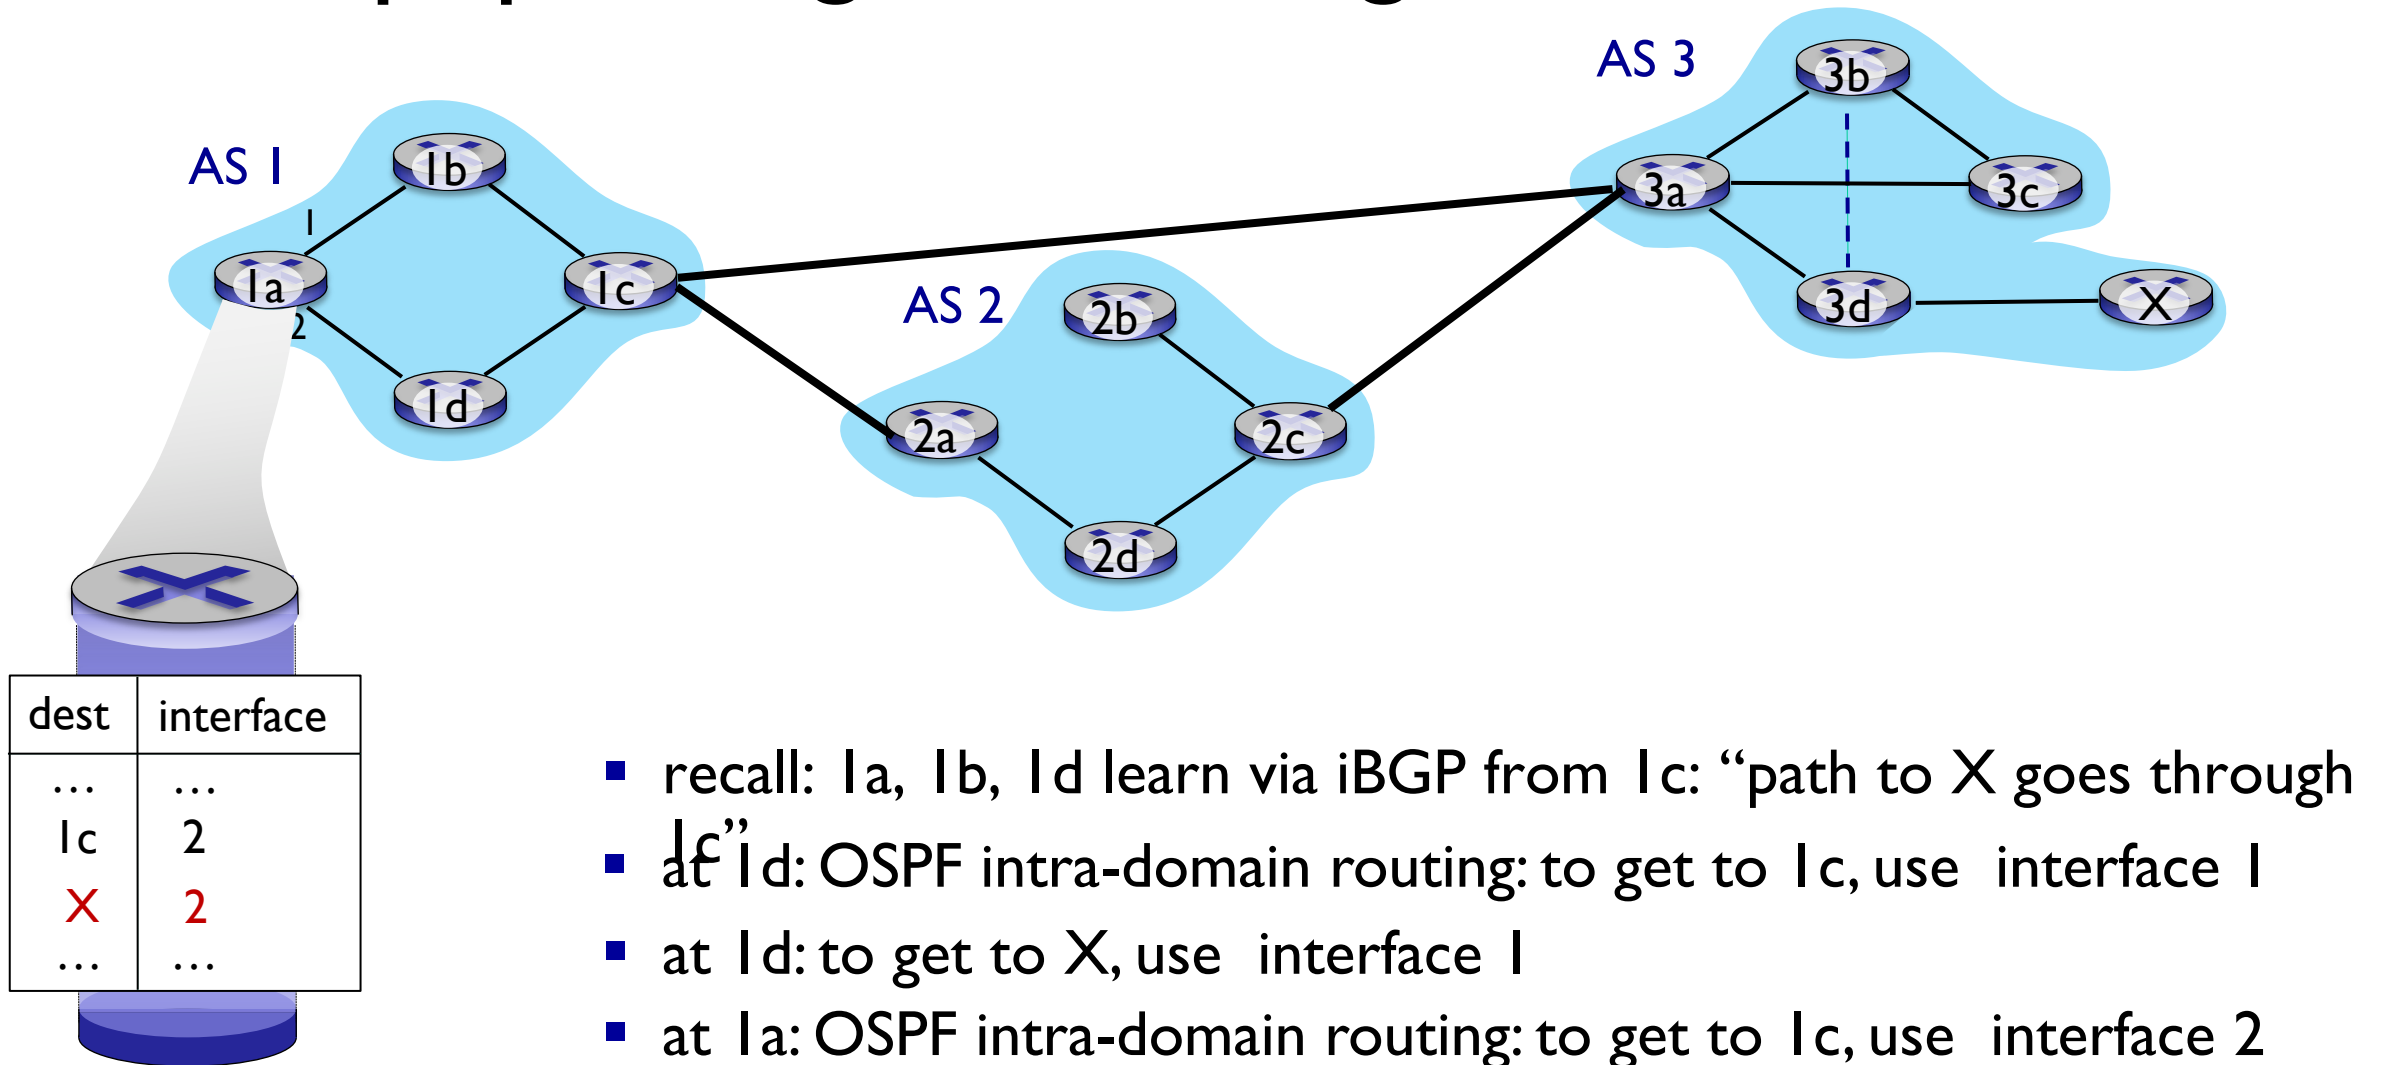 AS 3
3b
AS 1
1b
3a
3c
1
1a
1c
AS 2
2b
3d
X
2
1d
2a
2c
2d
dest interface
… …
1c 2
X 2
… …
recall: 1a, 1b, 1d learn via iBGP from 1c: “path to X goes through
1c”
at 1d: OSPF intra-domain routing: to get to 1c, use interface 1
at 1d: to get to X, use interface 1
at 1a: OSPF intra-domain routing: to get to 1c, use interface 2